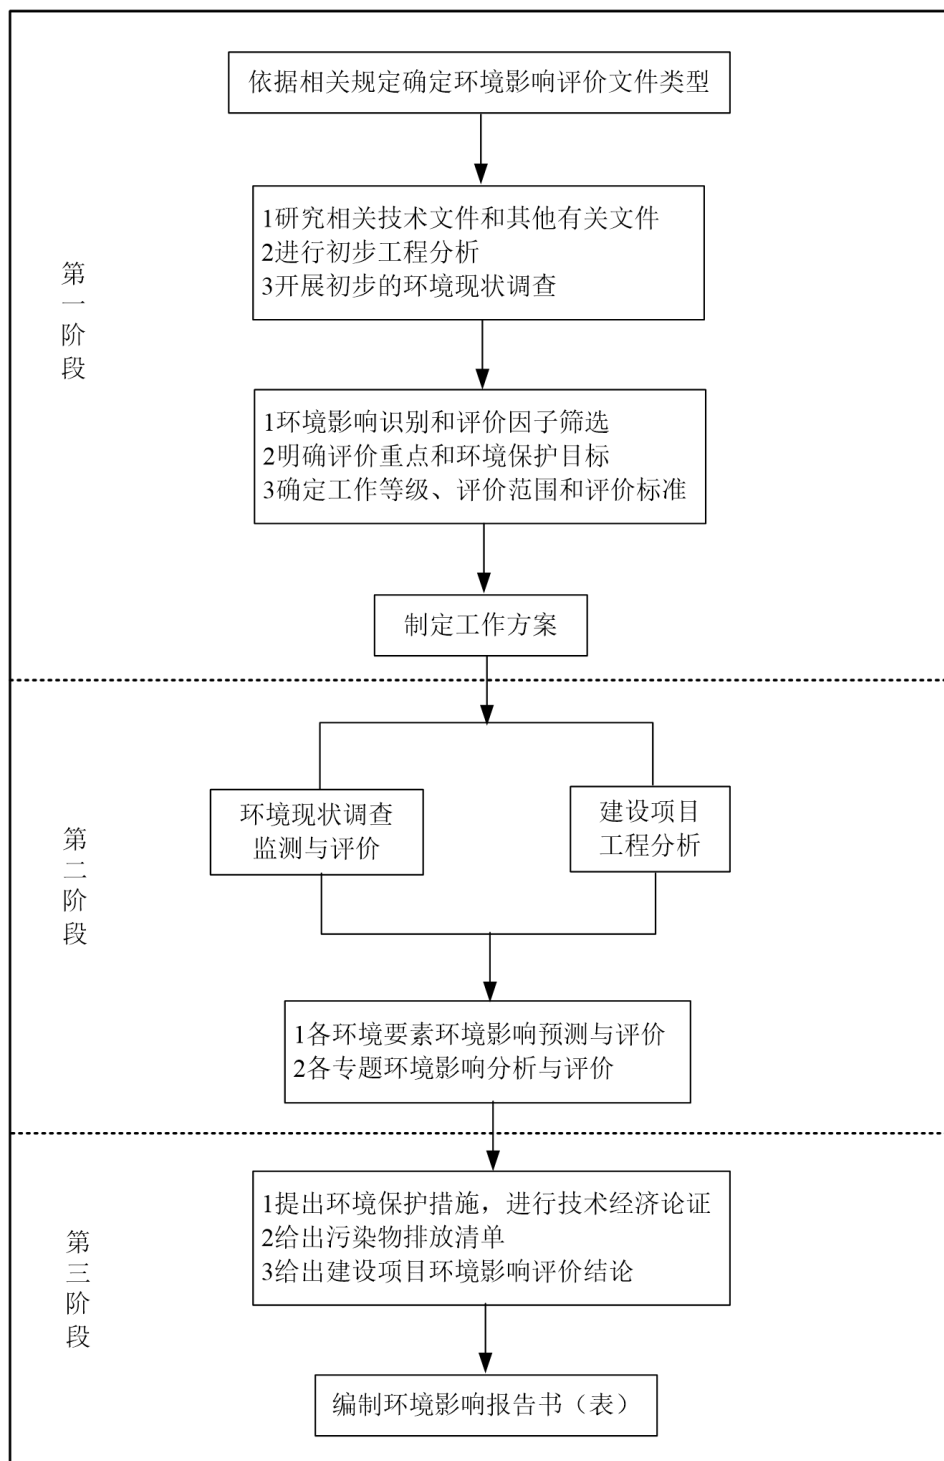 依据相关规定确定环境影响评价文件类型
1研究相关技术文件和其他有关文件
2进行初步工程分析
3开展初步的环境现状调查
第一阶段
1环境影响识别和评价因子筛选
2明确评价重点和环境保护目标
3确定工作等级、评价范围和评价标准
制定工作方案
环境现状调查
监测与评价
建设项目
工程分析
第二阶段
1各环境要素环境影响预测与评价
2各专题环境影响分析与评价
1提出环境保护措施，进行技术经济论证
2给出污染物排放清单
3给出建设项目环境影响评价结论
第三阶段
编制环境影响报告书（表）